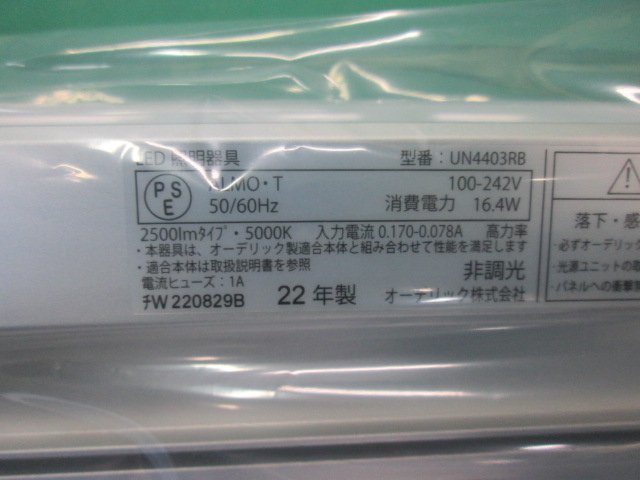 LED 照明器具
型番：UN4403RB
PSE
ALMO・T
100-242V
50/60Hz
消費電力 16.4W
2500lmタイプ・5000K 入力電流 0.170-0.078A 高力率
・本器具は、オーデリック製適合本体と組み合わせて性能を満足します
・適合本体は取扱説明書を参照
非調光
電流ヒューズ：1A
オーデリック株式会社
W 220829B
22 年製
落下・感
・必ずオーデリック
・光源ユニットの取
・パネルへの衝撃